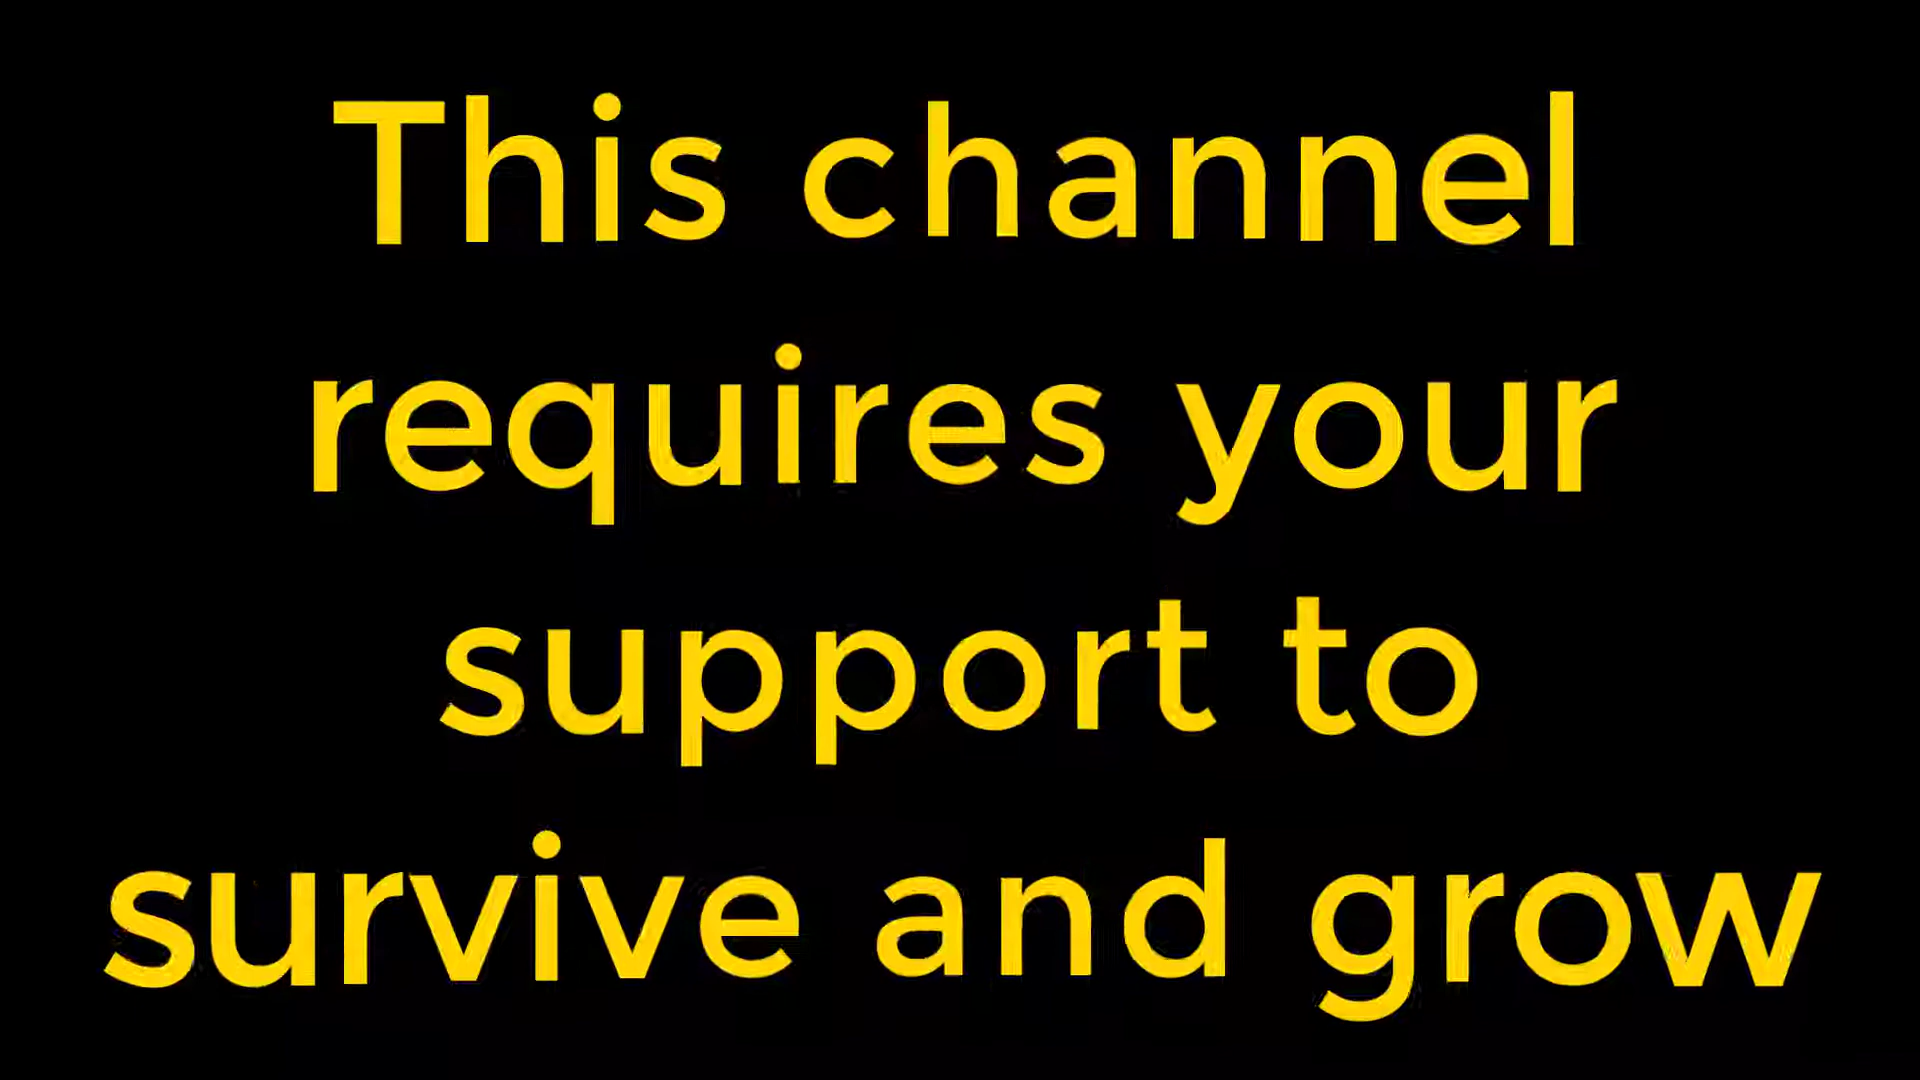 This channel
requires your
support to
survive and grow